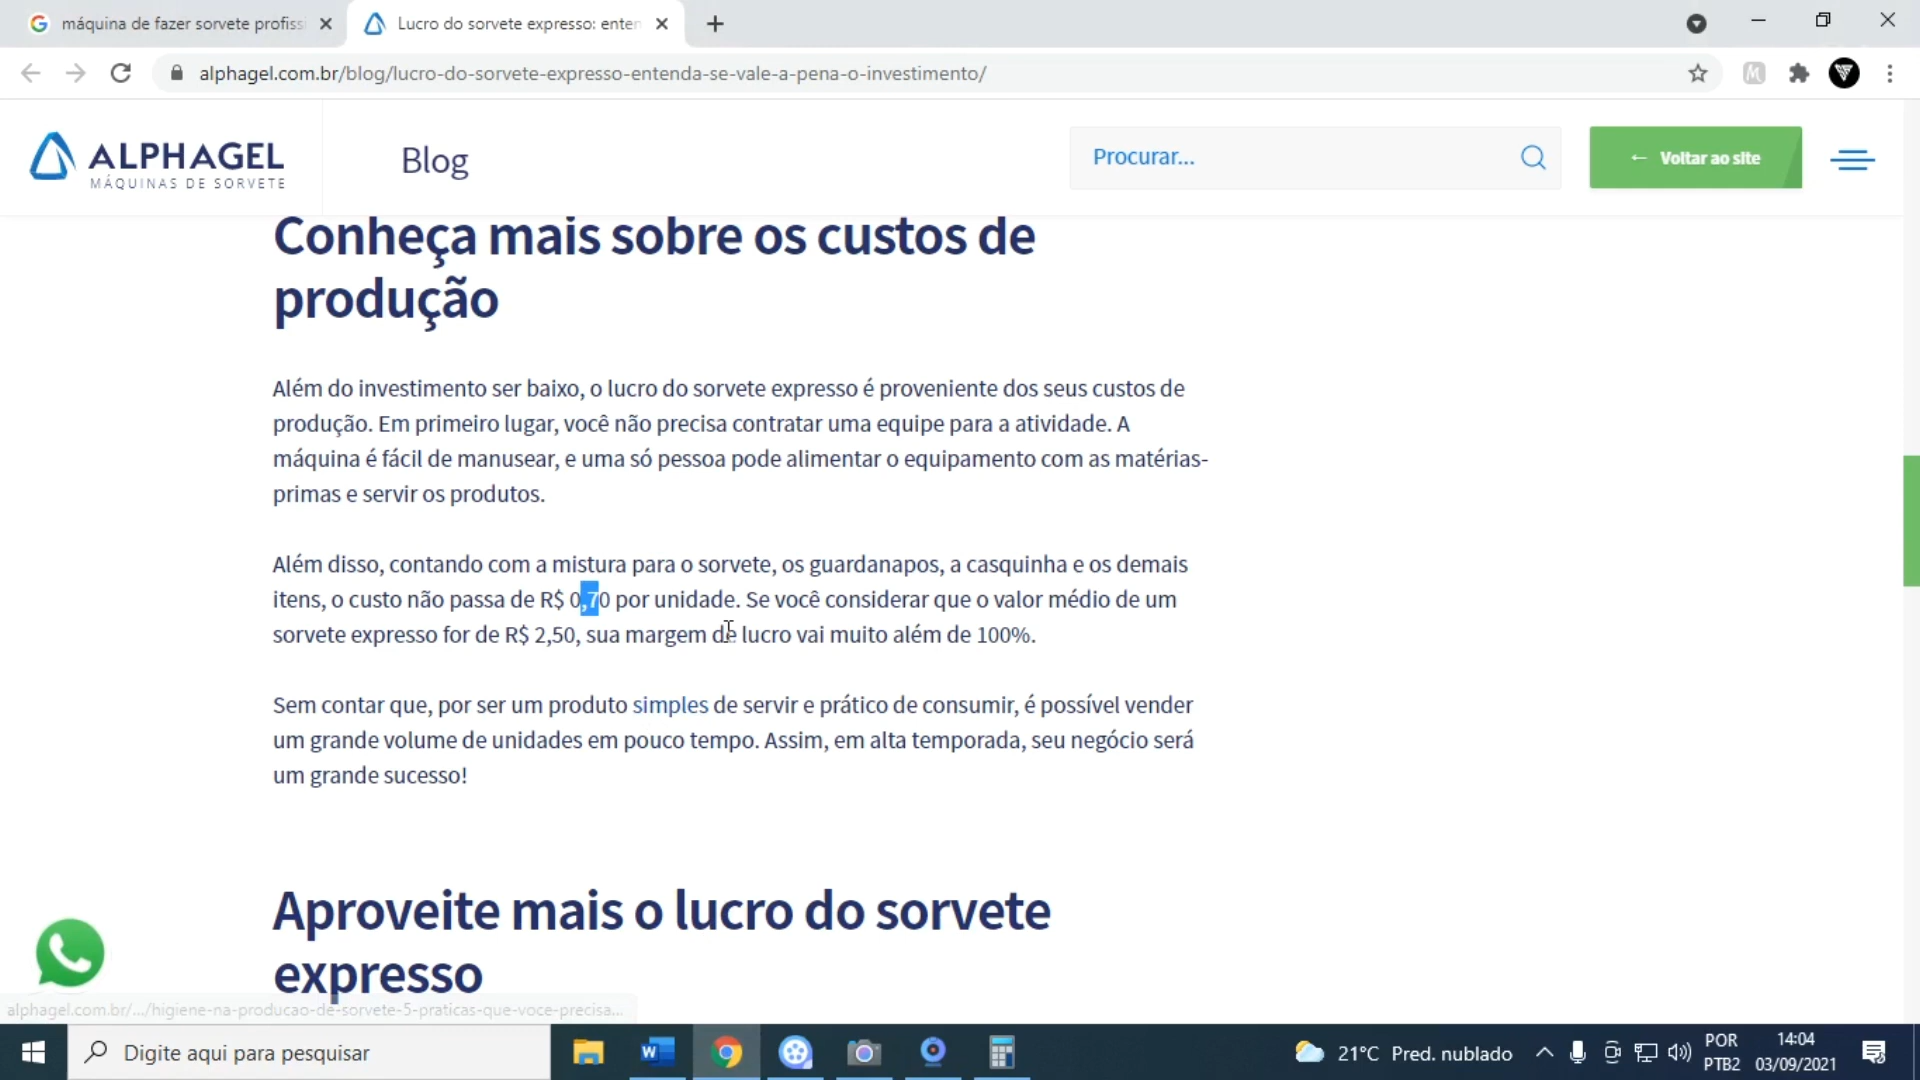 máquina de fazer sorvete profiss
Lucro do sorvete expresso: enten
alphagel.com.br/blog/lucro-do-sorvete-expresso-entenda-se-vale-a-pena-o-investimento/
ALPHAGEL
MÁQUINAS DE SORVETE
Blog
Procurar...
← Voltar ao site
Conheça mais sobre os custos de
produção
Além do investimento ser baixo, o lucro do sorvete expresso é proveniente dos seus custos de
produção. Em primeiro lugar, você não precisa contratar uma equipe para a atividade. A
máquina é fácil de manusear, e uma só pessoa pode alimentar o equipamento com as matérias-
primas e servir os produtos.
Além disso, contando com a mistura para o sorvete, os guardanapos, a casquinha e os demais
itens, o custo não passa de R$ 0,70 por unidade. Se você considerar que o valor médio de um
sorvete expresso for de R$ 2,50, sua margem de lucro vai muito além de 100%.
Sem contar que, por ser um produto simples de servir e prático de consumir, é possível vender
um grande volume de unidades em pouco tempo. Assim, em alta temporada, seu negócio será
um grande sucesso!
Aproveite mais o lucro do sorvete
expresso
alphagel.com.br/.../higiene-na-producao-de-sorvete-5-praticas-que-voce-precisa...
Digite aqui para pesquisar
21°C Pred. nublado
POR
PTB2
14:04
03/09/2021